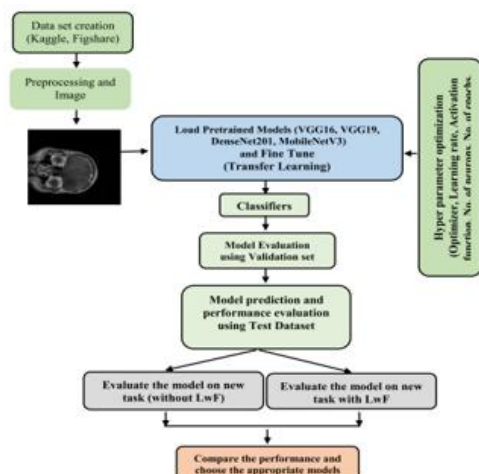 Data set creation
(Kaggle, Figshare)
Preprocessing and
Image
Load Pretrained Models (VGG16, VGG19,
DenseNet201, MobileNetV3)
and Fine Tune
(Transfer Learning)
Hyper parameter optimization
(Optimizer, Learning rate, Activation
function, No. of neurons, No. of epochs,
Classifiers
Model Evaluation
using Validation set
Model prediction and
performance evaluation
using Test Dataset
Evaluate the model on new
task (without LwF)
Evaluate the model on new
task with LwF
Compare the performance and
choose the appropriate models